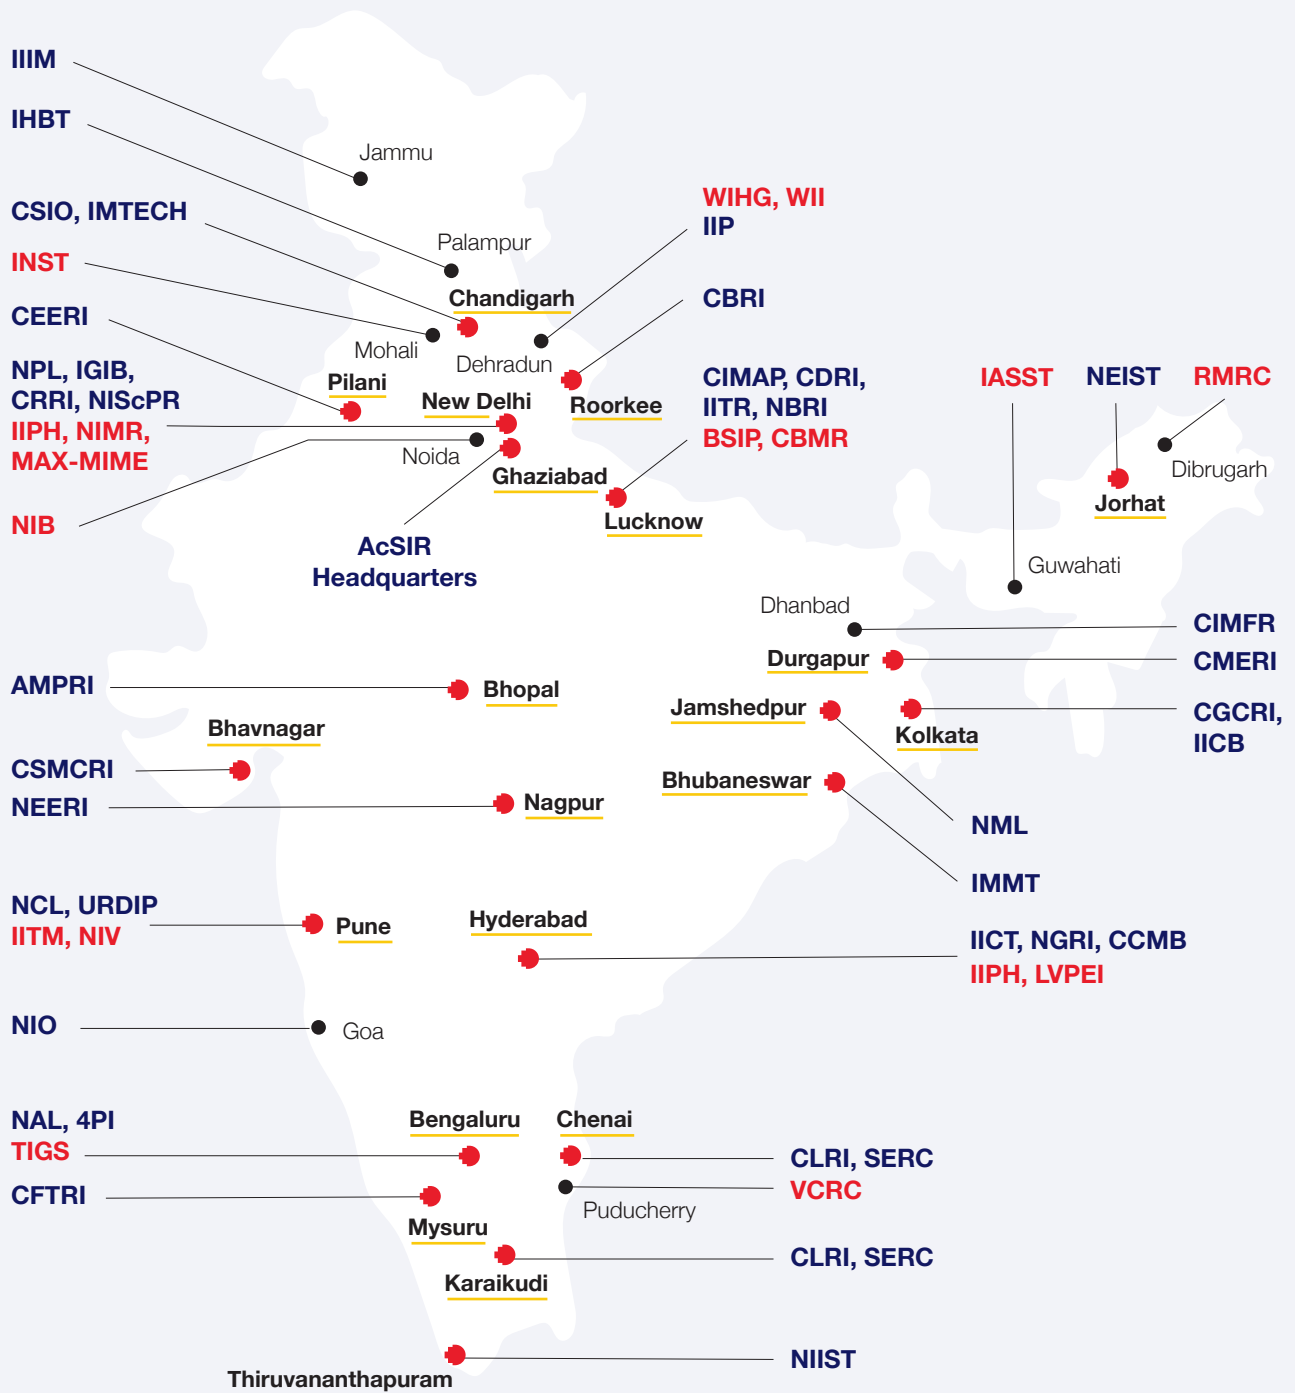 IIIM
Jammu
IHBT
Palampur
CSIO, IMTECH
Chandigarh
INST
Mohali
CEERI
Pilani
NPL, IGIB,
CRRI, NIScPR
IIPH, NIMR,
MAX-MIME
New Delhi
NIB
Noida
Ghaziabad
AcSIR
Headquarters
WIHG, WII
IIP
Dehradun
CBRI
Roorkee
CIMAP, CDRI,
IITR, NBRI
BSIP, CBMR
Lucknow
IASST
Guwahati
NEIST
Jorhat
RMRC
Dibrugarh
Dhanbad
CIMFR
Durgapur
CMERI
AMPRI
Bhopal
Jamshedpur
Kolkata
CGCRI,
IICB
Bhavnagar
CSMCRI
NEERI
Nagpur
Bhubaneswar
NML
IMMT
NCL, URDIP
IITM, NIV
Pune
Hyderabad
IICT, NGRI, CCMB
IIPH, LVPEI
NIO
Goa
NAL, 4PI
TIGS
Bengaluru
Chenai
CLRI, SERC
VCRC
Puducherry
CFTRI
Mysuru
CLRI, SERC
Karaikudi
NIIST
Thiruvananthapuram